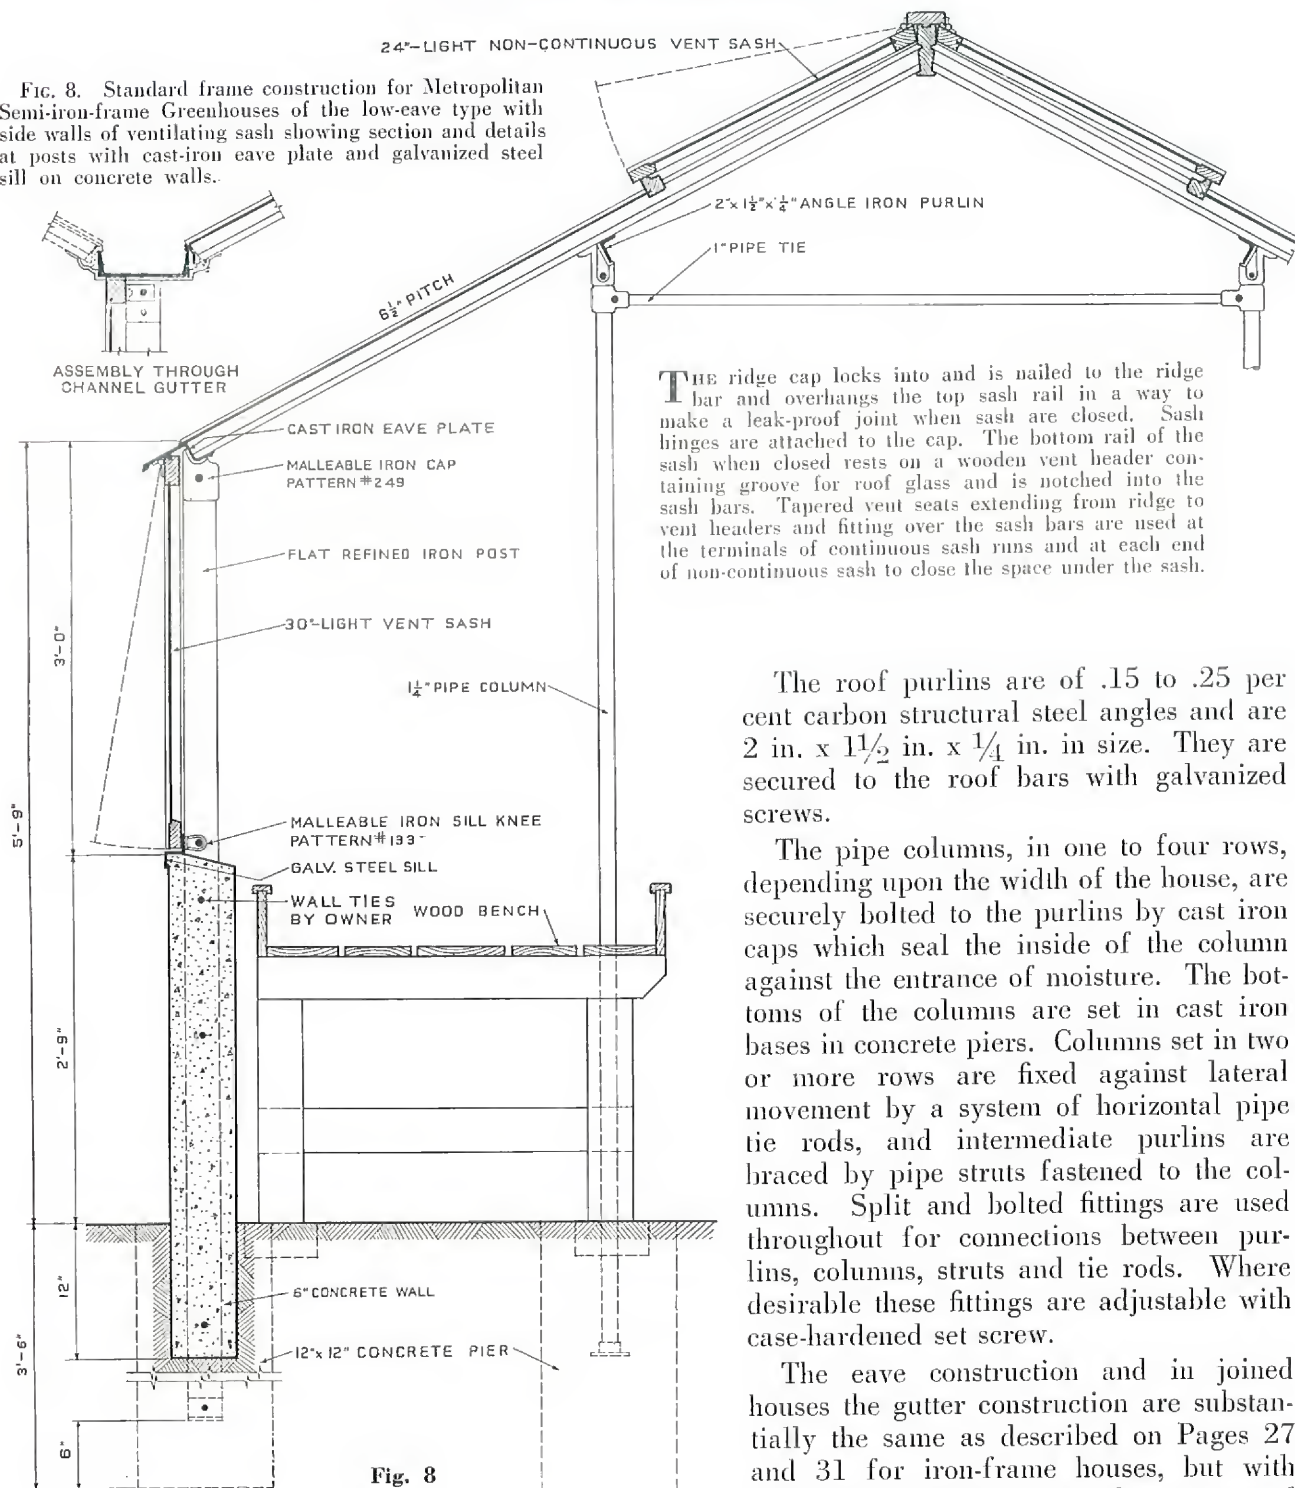 24"-LIGHT NON-CONTINUOUS VENT SASH
FIG. 8. Standard frame construction for Metropolitan
Semi-iron-frame Greenhouses of the low-eave type with
side walls of ventilating sash showing section and details
at posts with cast-iron eave plate and galvanized steel
sill on concrete walls.
2"x 1½"x ¼" ANGLE IRON PURLIN
1" PIPE TIE
6½" PITCH
ASSEMBLY THROUGH
CHANNEL GUTTER
CAST IRON EAVE PLATE
MALLEABLE IRON CAP
PATTERN #249
FLAT REFINED IRON POST
30"-LIGHT VENT SASH
1¼" PIPE COLUMN
MALLEABLE IRON SILL KNEE
PATTERN #133
GALV. STEEL SILL
WALL TIES
BY OWNER
WOOD BENCH
3'-0"
5'-9"
2'-9"
12"
3'-6"
6"
6" CONCRETE WALL
12"x 12" CONCRETE PIER
Fig. 8
THE ridge cap locks into and is nailed to the ridge
bar and overhangs the top sash rail in a way to
make a leak-proof joint when sash are closed. Sash
hinges are attached to the cap. The bottom rail of the
sash when closed rests on a wooden vent header con-
taining groove for roof glass and is notched into the
sash bars. Tapered vent seats extending from ridge to
vent headers and fitting over the sash bars are used at
the terminals of continuous sash runs and at each end
of non-continuous sash to close the space under the sash.
The roof purlins are of .15 to .25 per
cent carbon structural steel angles and are
2 in. x 1½ in. x ¼ in. in size. They are
secured to the roof bars with galvanized
screws.
The pipe columns, in one to four rows,
depending upon the width of the house, are
securely bolted to the purlins by cast iron
caps which seal the inside of the column
against the entrance of moisture. The bot-
toms of the columns are set in cast iron
bases in concrete piers. Columns set in two
or more rows are fixed against lateral
movement by a system of horizontal pipe
tie rods, and intermediate purlins are
braced by pipe struts fastened to the col-
umns. Split and bolted fittings are used
throughout for connections between pur-
lins, columns, struts and tie rods. Where
desirable these fittings are adjustable with
case-hardened set screw.
The eave construction and in joined
houses the gutter construction are substan-
tially the same as described on Pages 27
and 31 for iron-frame houses, but with